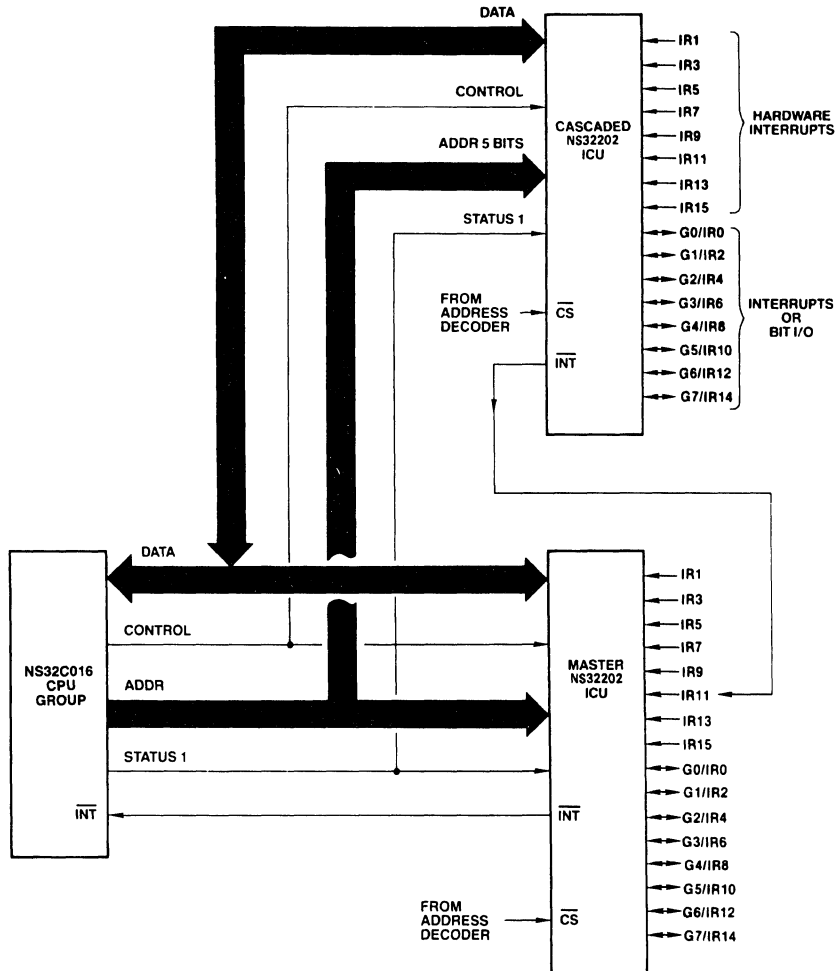 DATA
CONTROL
ADDR 5 BITS
STATUS 1
FROM
ADDRESS
DECODER
CS
INT
CASCADED
NS32202
ICU
IR1
IR3
IR5
IR7
IR9
IR11
IR13
IR15
G0/IR0
G1/IR2
G2/IR4
G3/IR6
G4/IR8
G5/IR10
G6/IR12
G7/IR14
HARDWARE
INTERRUPTS
INTERRUPTS
OR
BIT I/O
NS32C016
CPU
GROUP
INT
DATA
CONTROL
ADDR
STATUS 1
FROM
ADDRESS
DECODER
MASTER
NS32202
ICU
INT
CS
IR1
IR3
IR5
IR7
IR9
IR11
IR13
IR15
G0/IR0
G1/IR2
G2/IR4
G3/IR6
G4/IR8
G5/IR10
G6/IR12
G7/IR14